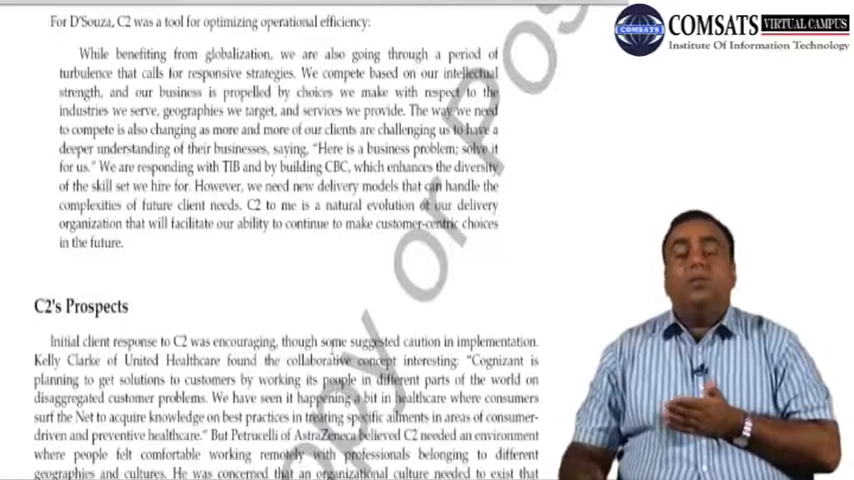 For D'Souza, C2 was a tool for optimizing operational efficiency:
While benefiting from globalization, we are also going through a period of
turbulence that calls for responsive strategies. We compete based on our intellectual
strength, and our business is propelled by choices we make with respect to the
industries we serve, geographies we target, and services we provide. The way we need
to compete is also changing as more and more of our clients are challenging us to have a
deeper understanding of their businesses, saying, "Here is a business problem; solve it
for us." We are responding with TIB and by building CBC, which enhances the diversity
of the skill set we hire for. However, we need new delivery models that can handle the
complexities of future client needs. C2 to me is a natural evolution of our delivery
organization that will facilitate our ability to continue to make customer-centric choices
in the future.
C2's Prospects
Initial client response to C2 was encouraging, though some suggested caution in implementation.
Kelly Clarke of United Healthcare found the collaborative concept interesting: "Cognizant is
planning to get solutions to customers by working its people in different parts of the world on
disaggregated customer problems. We have seen it happening a bit in healthcare where consumers
surf the Net to acquire knowledge on best practices in treating specific ailments in areas of consumer-
driven and preventive healthcare." But Petrucelli of AstraZeneca believed C2 needed an environment
where people felt comfortable working remotely with professionals belonging to different
geographies and cultures. He was concerned that an organizational culture needed to exist that
opy or Pos
COMSATS
COMSATS VIRTUAL CAMPUS
Institute Of Information Technology